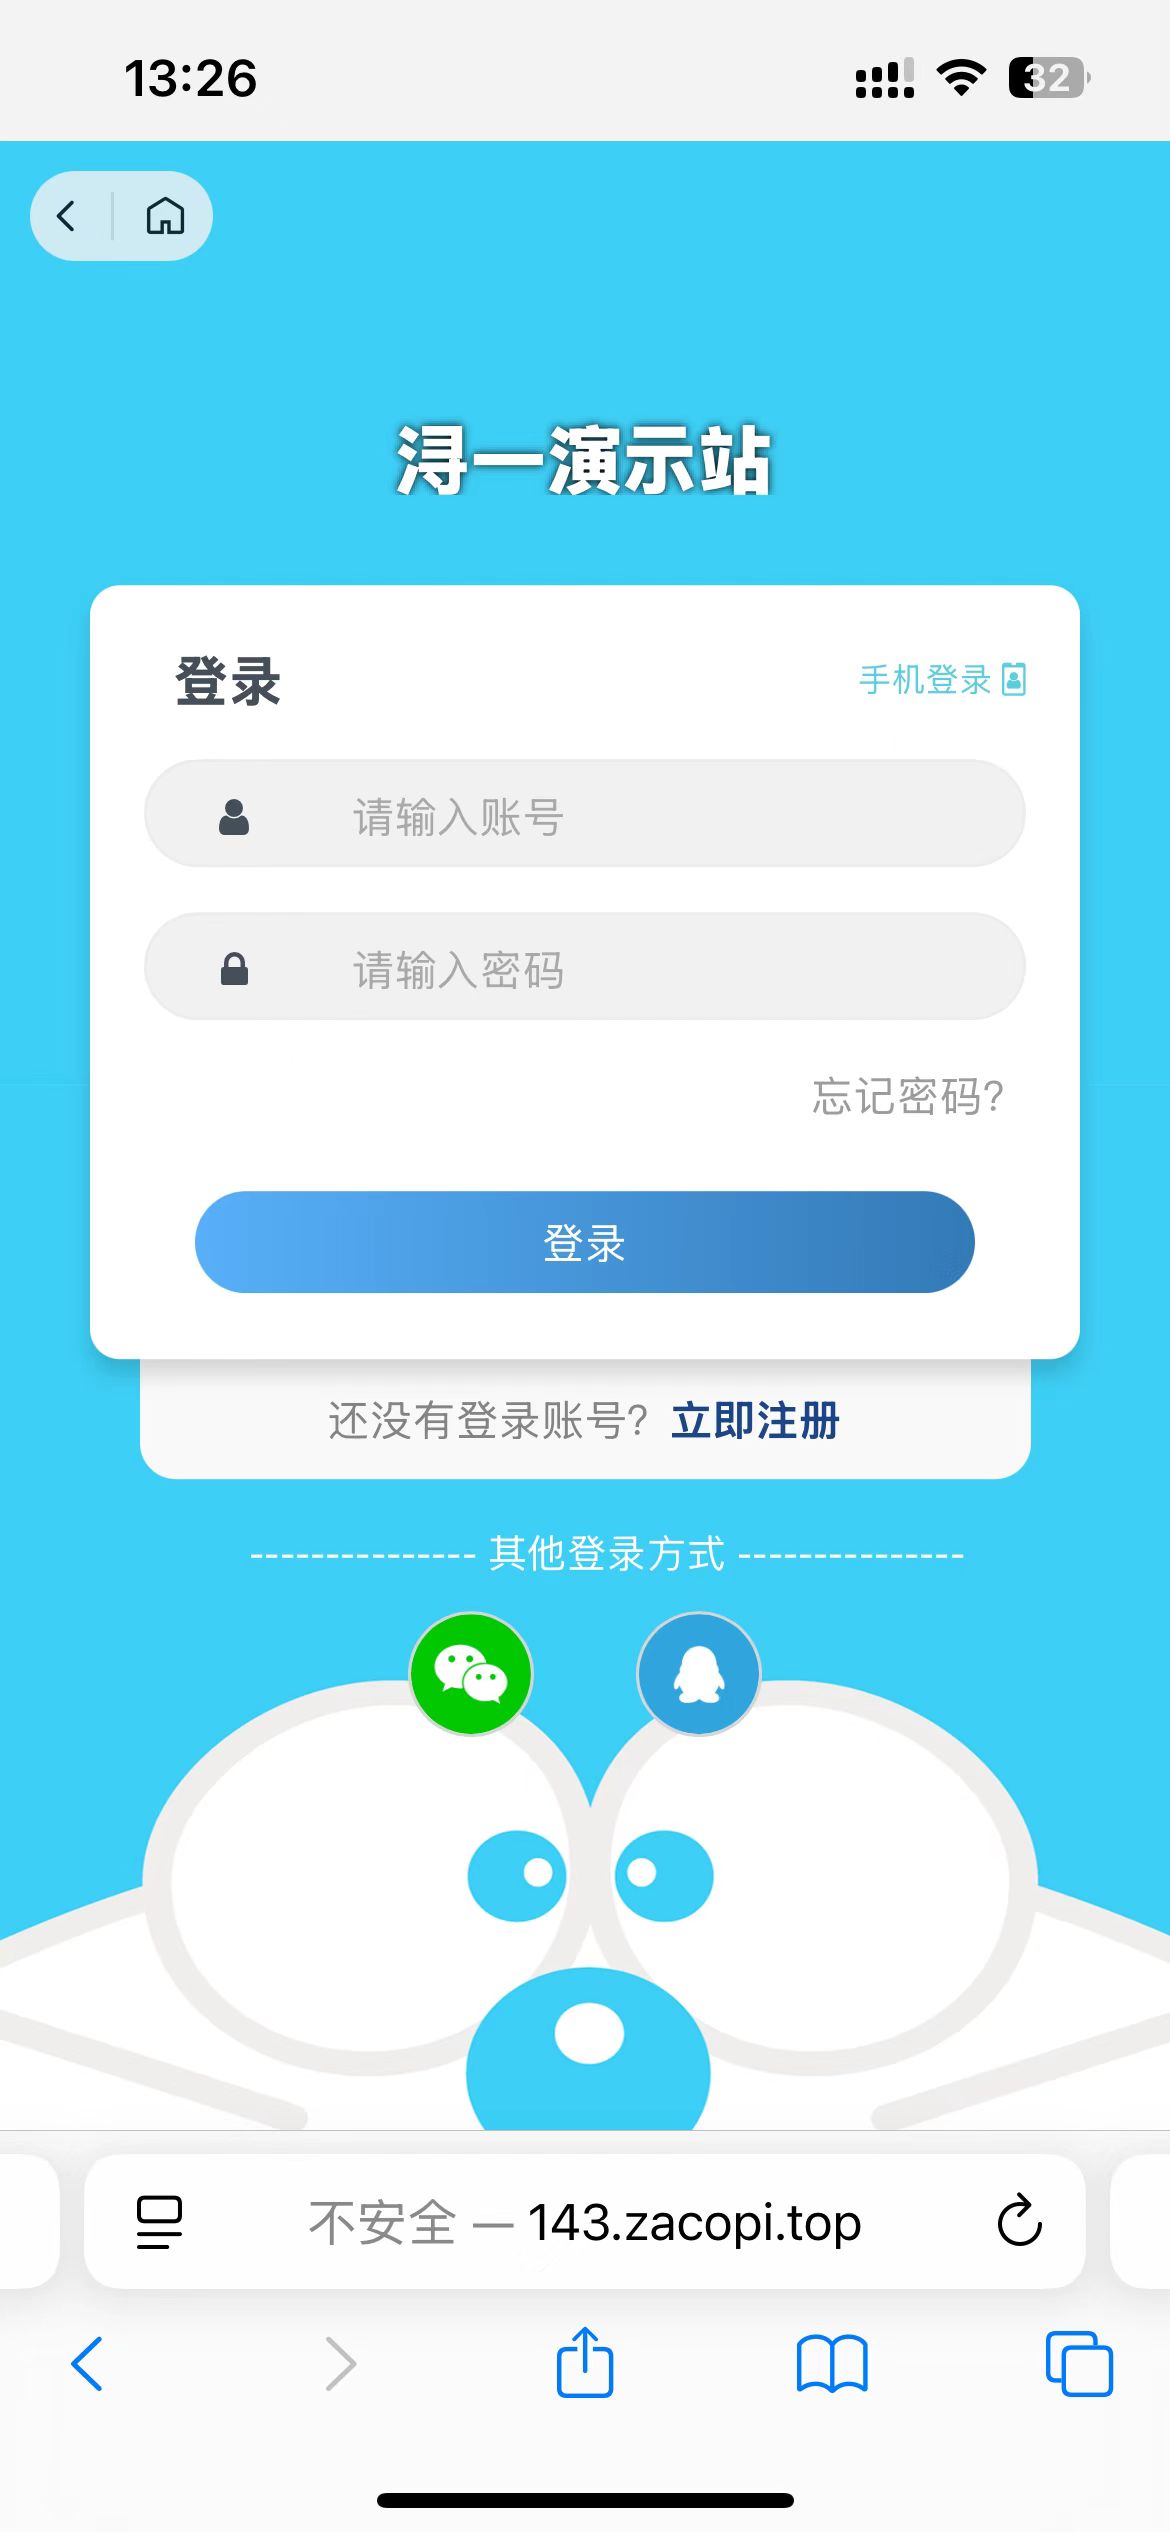 13:26
32
浔一演示站
登录
手机登录
请输入账号
请输入密码
忘记密码?
登录
还没有登录账号? 立即注册
--------------- 其他登录方式 ---------------
不安全 — 143.zacopi.top